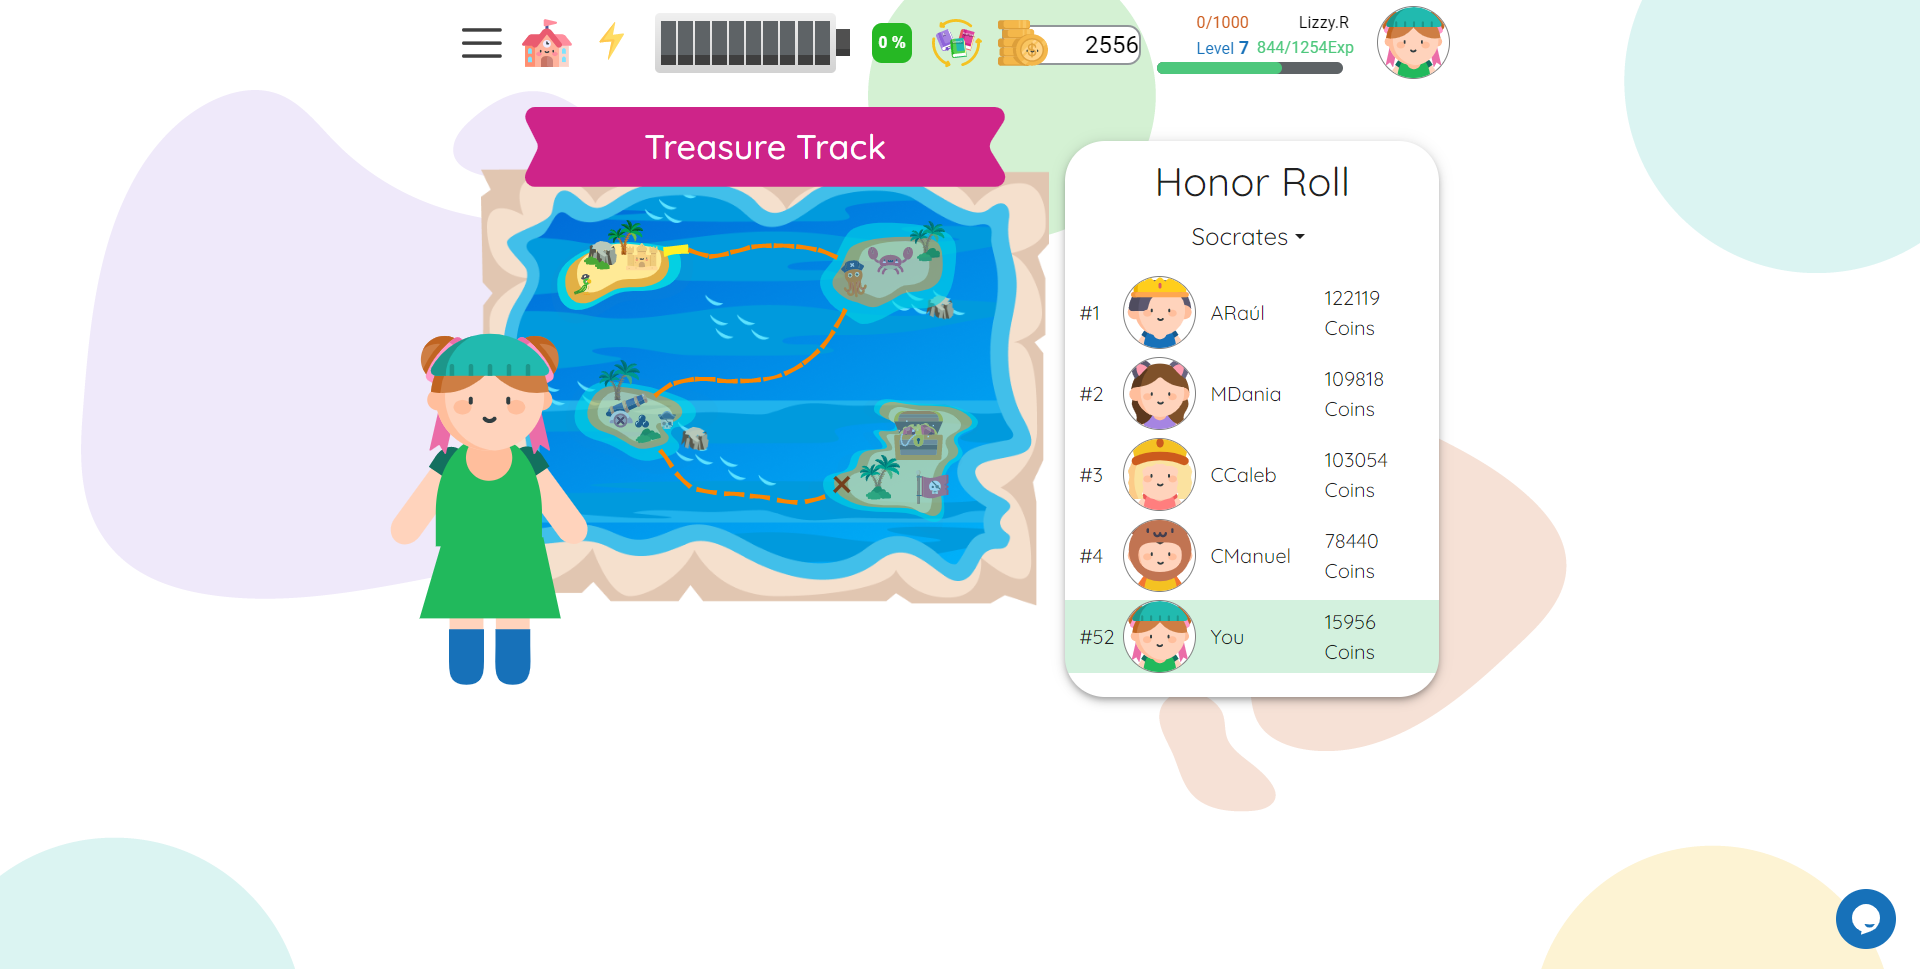 0 %
2556
0/1000 Lizzy.R
Level 7 844/1254Exp
Treasure Track
Honor Roll
Socrates
#1 ARaúl 122119 Coins
#2 MDania 109818 Coins
#3 CCaleb 103054 Coins
#4 CManuel 78440 Coins
#52 You 15956 Coins